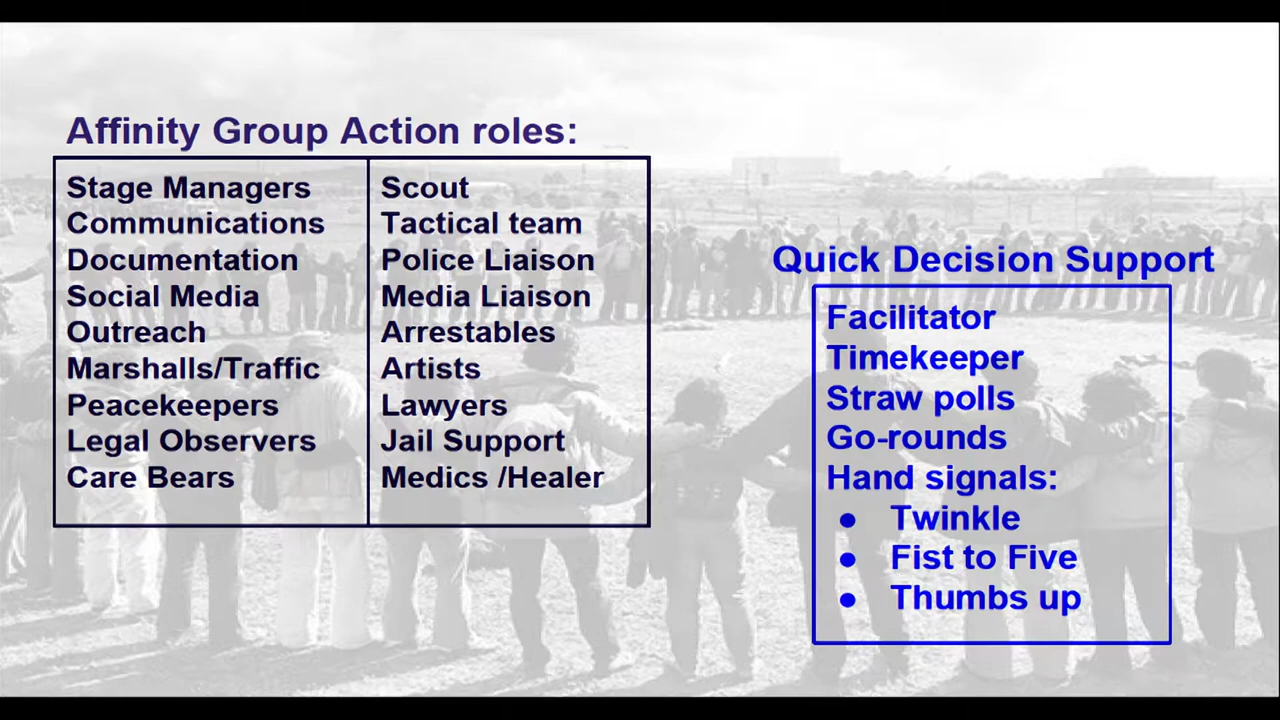 Affinity Group Action roles:
Stage Managers
Communications
Documentation
Social Media
Outreach
Marshalls/Traffic
Peacekeepers
Legal Observers
Care Bears
Scout
Tactical team
Police Liaison
Media Liaison
Arrestables
Artists
Lawyers
Jail Support
Medics /Healer
Quick Decision Support
Facilitator
Timekeeper
Straw polls
Go-rounds
Hand signals:
● Twinkle
● Fist to Five
● Thumbs up